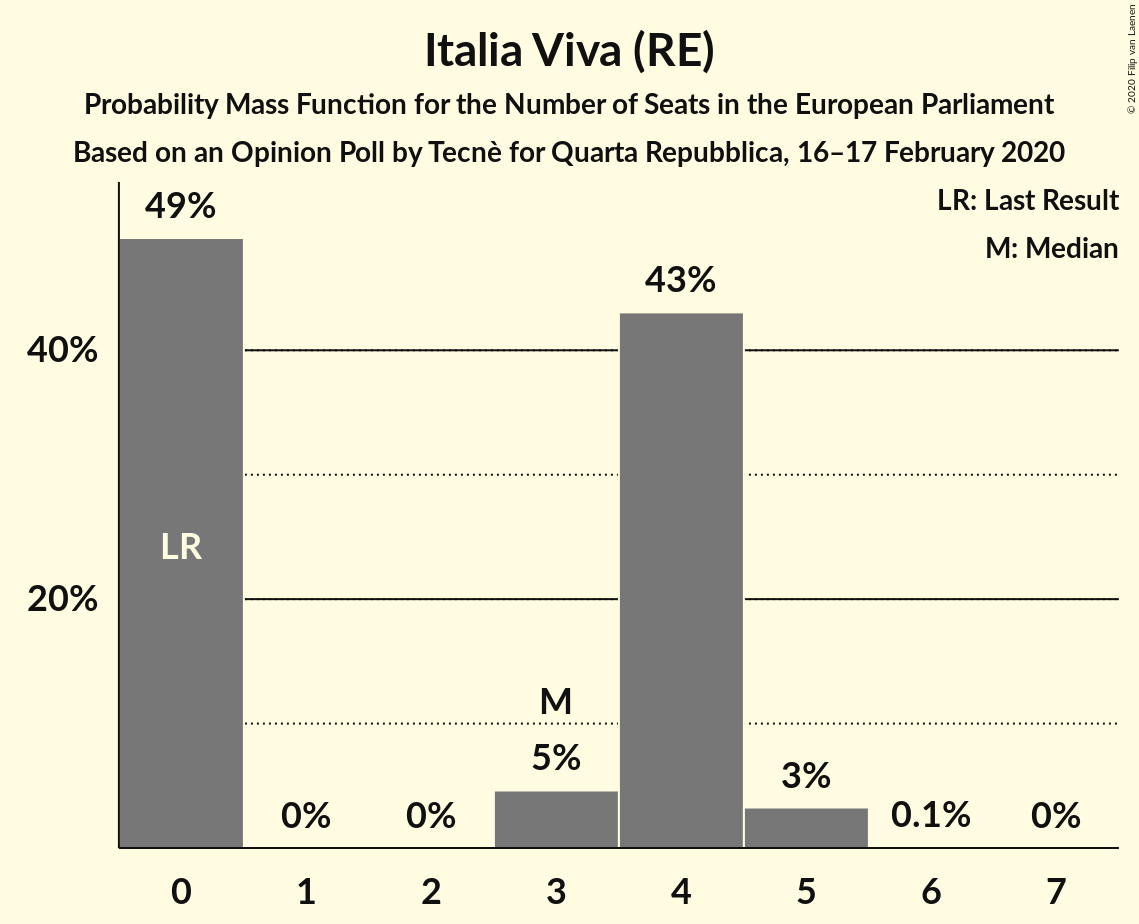 Italia Viva (RE)
Probability Mass Function for the Number of Seats in the European Parliament
Based on an Opinion Poll by Tecnè for Quarta Repubblica, 16–17 February 2020
© 2020 Filip van Laenen
LR: Last Result
M: Median
49%
43%
40%
LR
20%
M
5%
3%
0%
0%
0.1%
0%
0 1 2 3 4 5 6 7